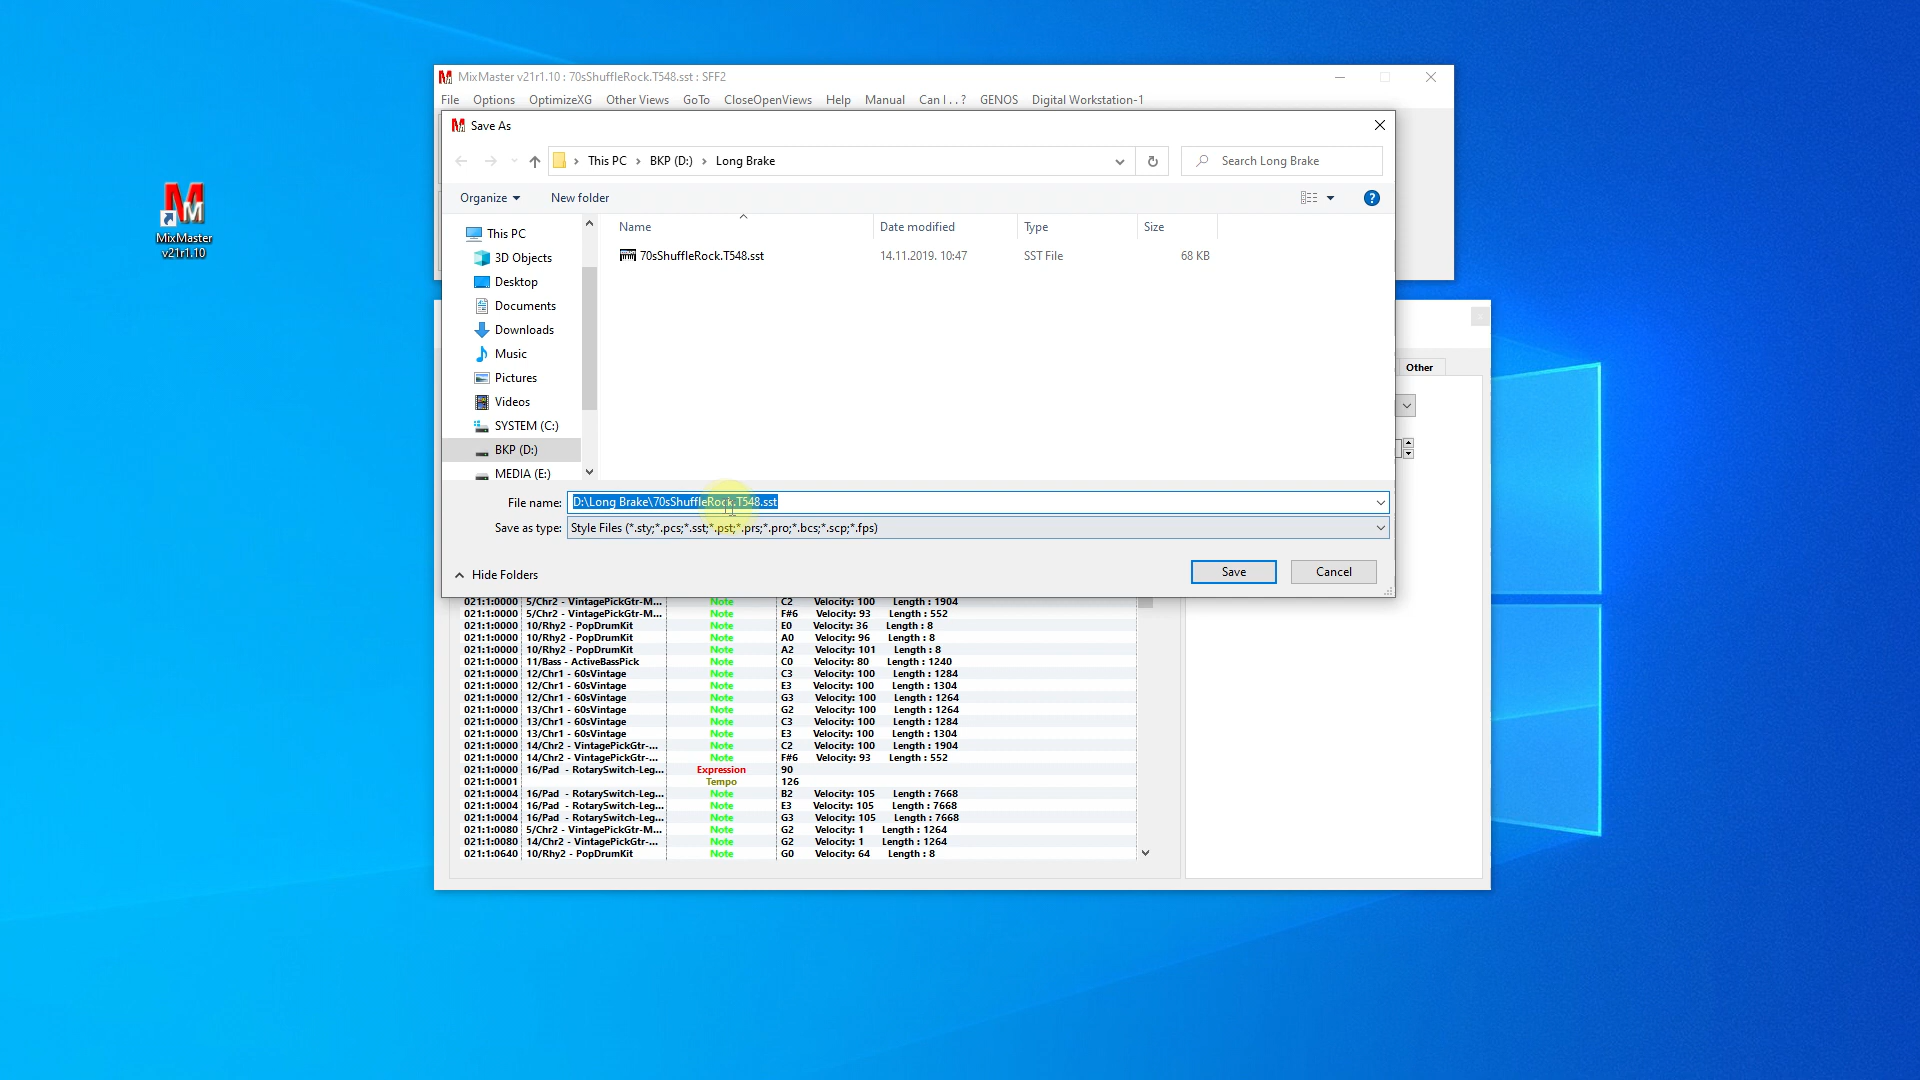 MixMaster
v21r1.10
MixMaster v21r1.10 : 70sShuffleRock.T548.sst : SFF2
File Options OptimizeXG Other Views GoTo CloseOpenViews Help Manual Can I . . ? GENOS Digital Workstation-1
Save As
This PC › BKP (D:) › Long Brake
Search Long Brake
Organize New folder
Name Date modified Type Size
70sShuffleRock.T548.sst 14.11.2019. 10:47 SST File 68 KB
This PC
3D Objects
Desktop
Documents
Downloads
Music
Pictures
Videos
SYSTEM (C:)
BKP (D:)
MEDIA (E:)
Other
File name: D:\Long Brake\70sShuffleRock.T548.sst
Save as type: Style Files (*.sty;*.pcs;*.sst;*.pst;*.prs;*.pro;*.bcs;*.scp;*.fps)
Hide Folders
Save Cancel
021:1:0000 5/Chr2 - VintagePickGtr-M... Note C2 Velocity: 100 Length : 1904
021:1:0000 5/Chr2 - VintagePickGtr-M... Note F#6 Velocity: 93 Length : 552
021:1:0000 10/Rhy2 - PopDrumKit Note E0 Velocity: 36 Length : 8
021:1:0000 10/Rhy2 - PopDrumKit Note A0 Velocity: 96 Length : 8
021:1:0000 10/Rhy2 - PopDrumKit Note A2 Velocity: 101 Length : 8
021:1:0000 11/Bass - ActiveBassPick Note C0 Velocity: 80 Length : 1240
021:1:0000 12/Chr1 - 60sVintage Note C3 Velocity: 100 Length : 1284
021:1:0000 12/Chr1 - 60sVintage Note E3 Velocity: 100 Length : 1304
021:1:0000 12/Chr1 - 60sVintage Note G3 Velocity: 100 Length : 1264
021:1:0000 13/Chr1 - 60sVintage Note G2 Velocity: 100 Length : 1264
021:1:0000 13/Chr1 - 60sVintage Note C3 Velocity: 100 Length : 1284
021:1:0000 13/Chr1 - 60sVintage Note E3 Velocity: 100 Length : 1304
021:1:0000 14/Chr2 - VintagePickGtr-... Note C2 Velocity: 100 Length : 1904
021:1:0000 14/Chr2 - VintagePickGtr-... Note F#6 Velocity: 93 Length : 552
021:1:0000 16/Pad - RotarySwitch-Leg... Expression 90
021:1:0001 Tempo 126
021:1:0004 16/Pad - RotarySwitch-Leg... Note B2 Velocity: 105 Length : 7668
021:1:0004 16/Pad - RotarySwitch-Leg... Note E3 Velocity: 105 Length : 7668
021:1:0004 16/Pad - RotarySwitch-Leg... Note G3 Velocity: 105 Length : 7668
021:1:0080 5/Chr2 - VintagePickGtr-M... Note G2 Velocity: 1 Length : 1264
021:1:0080 14/Chr2 - VintagePickGtr-... Note G2 Velocity: 1 Length : 1264
021:1:0640 10/Rhy2 - PopDrumKit Note G0 Velocity: 64 Length : 8